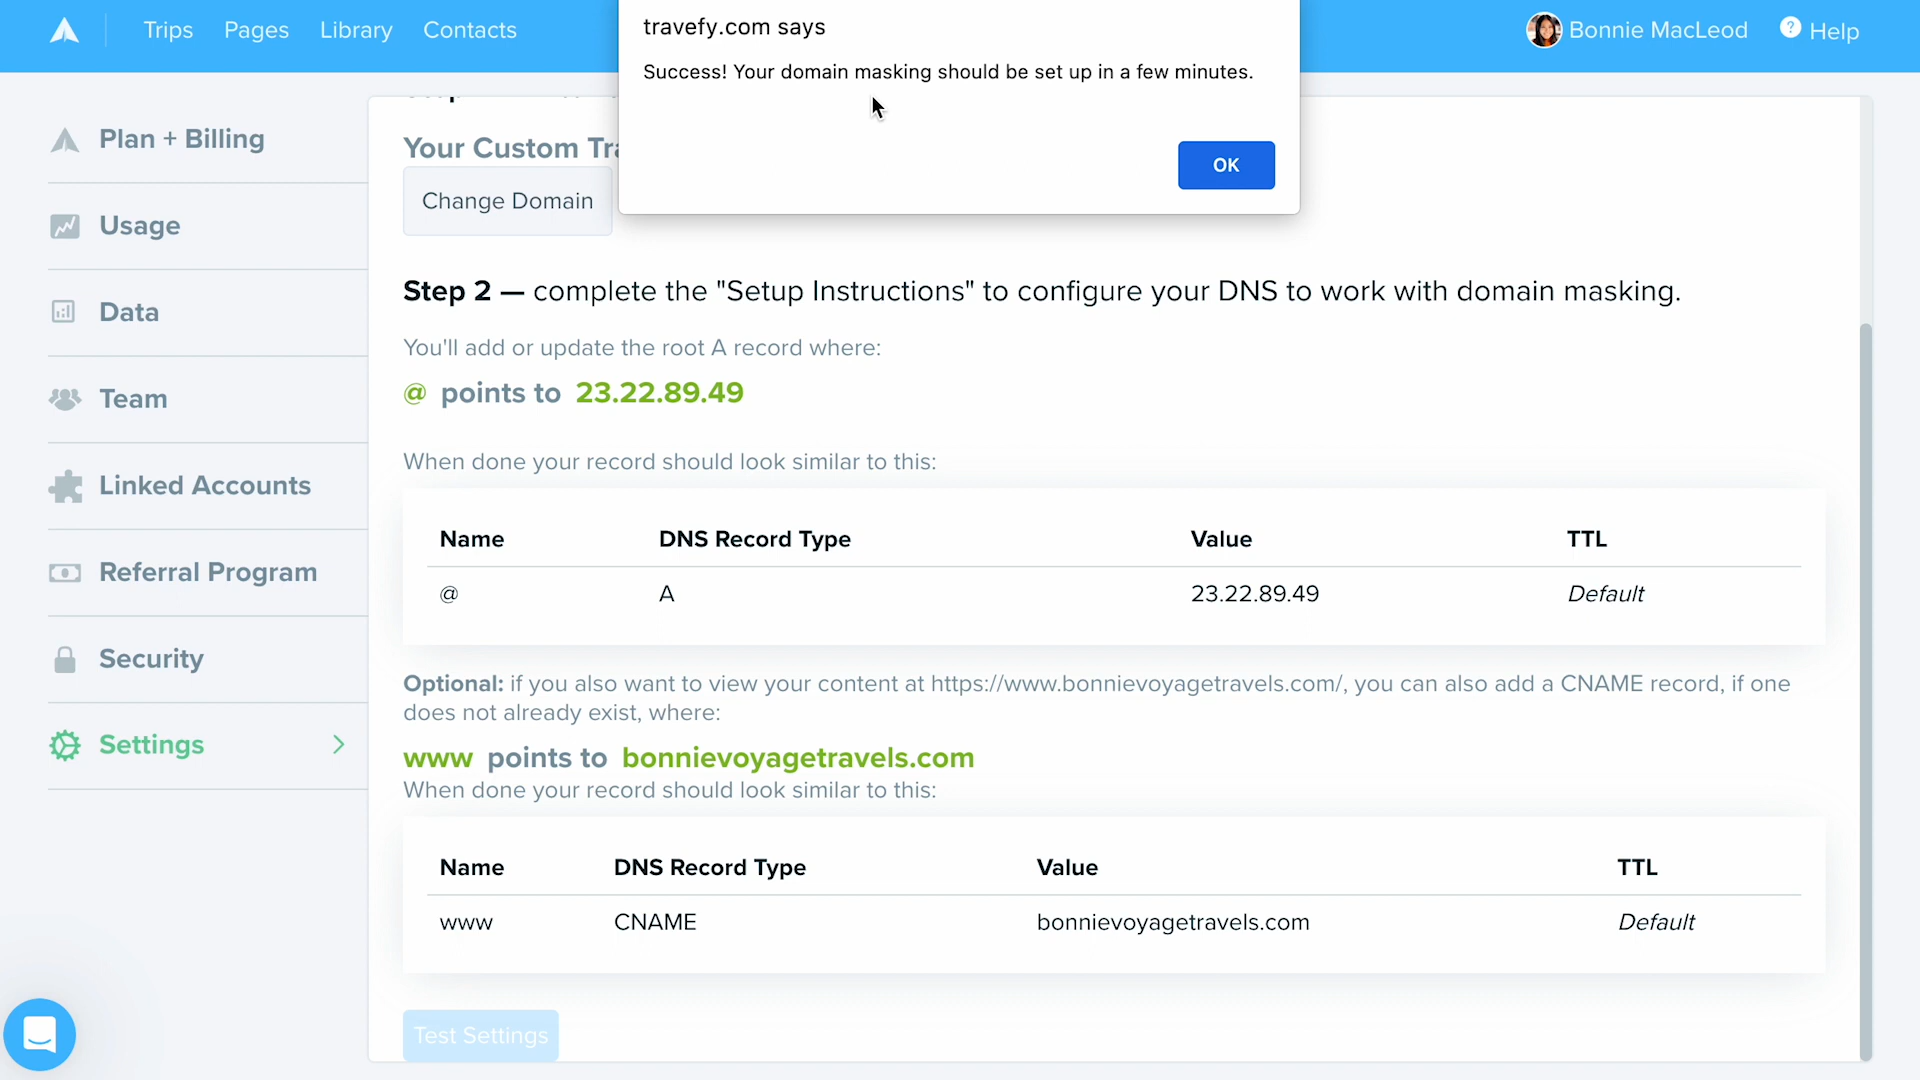 Trips Pages Library Contacts
Bonnie MacLeod ? Help
travefy.com says
Success! Your domain masking should be set up in a few minutes.
OK
Plan + Billing
Usage
Data
Team
Linked Accounts
Referral Program
Security
Settings
Your Custom Tra
Change Domain
Step 2 — complete the "Setup Instructions" to configure your DNS to work with domain masking.
You'll add or update the root A record where:
@ points to 23.22.89.49
When done your record should look similar to this:
Name DNS Record Type Value TTL
@ A 23.22.89.49 Default
Optional: if you also want to view your content at https://www.bonnievoyagetravels.com/, you can also add a CNAME record, if one
does not already exist, where:
www points to bonnievoyagetravels.com
When done your record should look similar to this:
Name DNS Record Type Value TTL
www CNAME bonnievoyagetravels.com Default
Test Settings